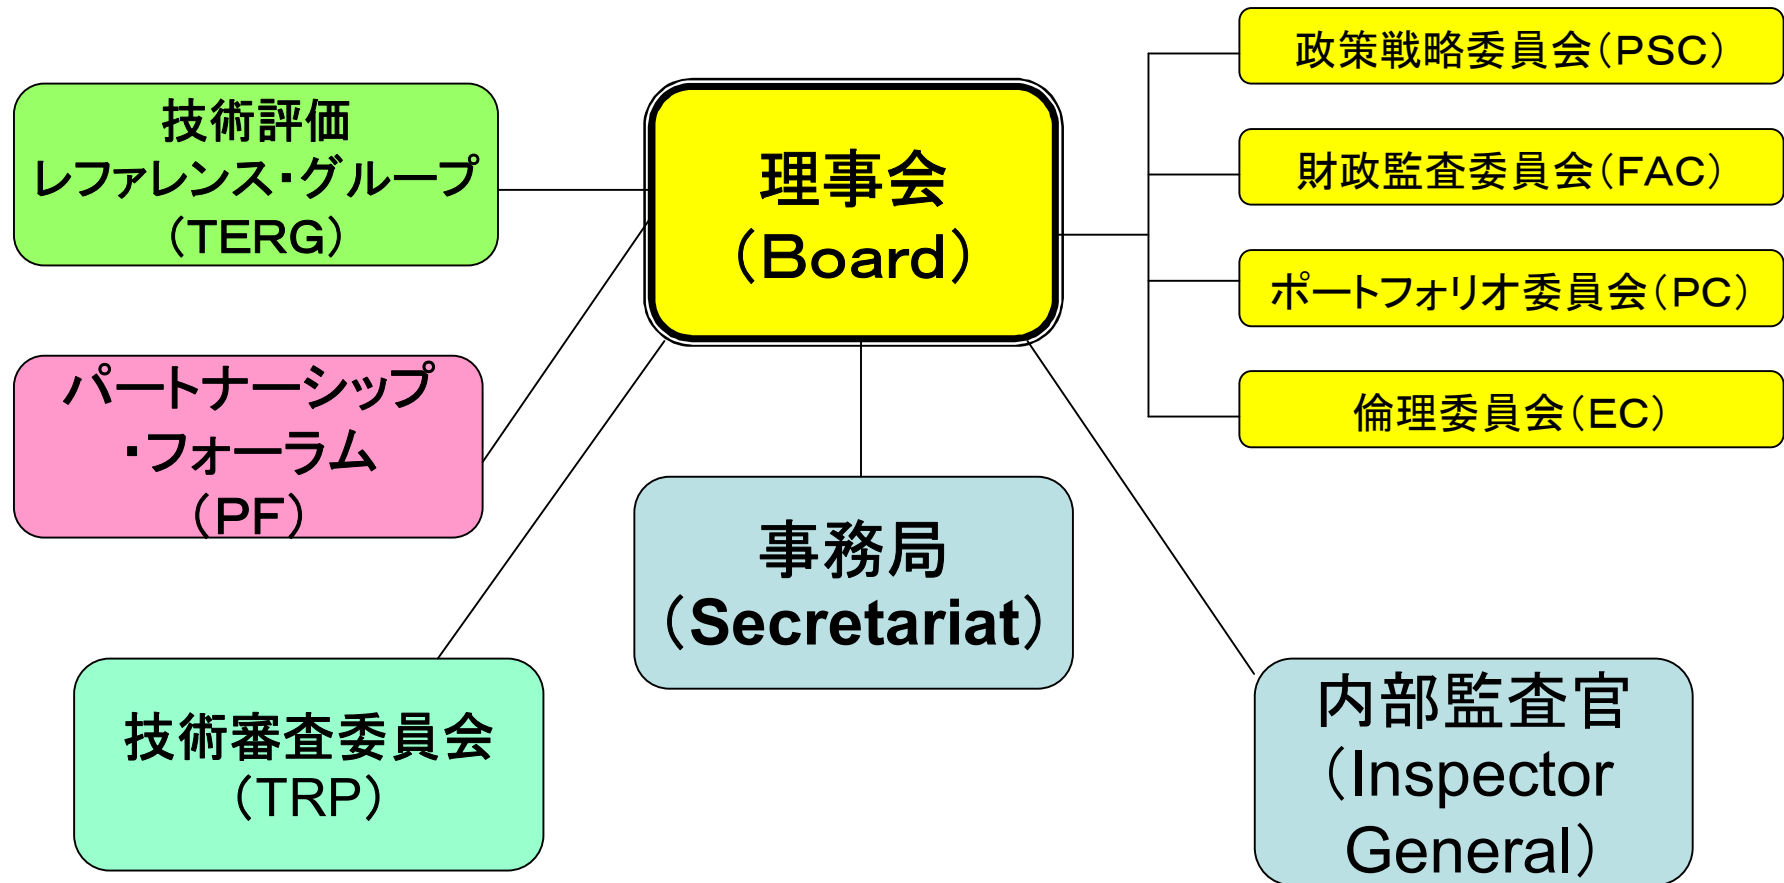 技術評価
レファレンス・グループ
（TERG）
理事会
（Board）
政策戦略委員会（PSC）
財政監査委員会（FAC）
ポートフォリオ委員会（PC）
倫理委員会（EC）
パートナーシップ
・フォーラム
（PF）
事務局
（Secretariat）
技術審査委員会
（TRP）
内部監査官
（Inspector
General）